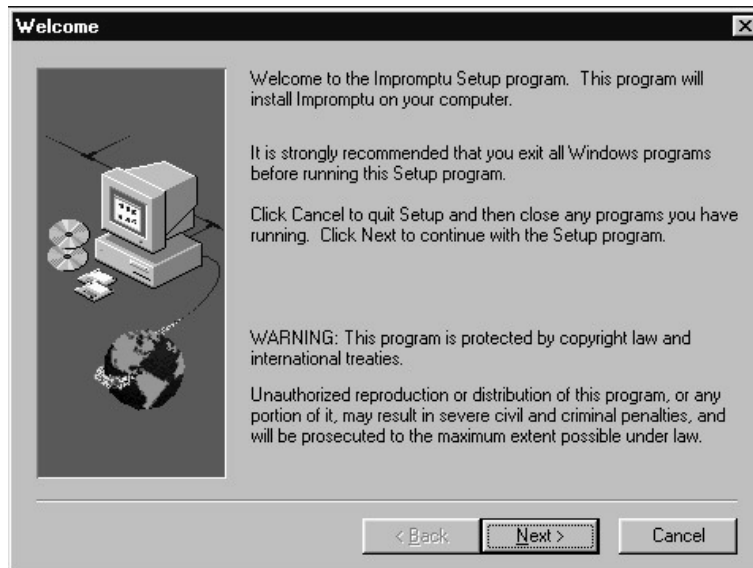 Welcome
Welcome to the Impromptu Setup program.  This program will
install Impromptu on your computer.
It is strongly recommended that you exit all Windows programs
before running this Setup program.
Click Cancel to quit Setup and then close any programs you have
running.  Click Next to continue with the Setup program.
WARNING: This program is protected by copyright law and
international treaties.
Unauthorized reproduction or distribution of this program, or any
portion of it, may result in severe civil and criminal penalties, and
will be prosecuted to the maximum extent possible under law.
< Back
Next >
Cancel